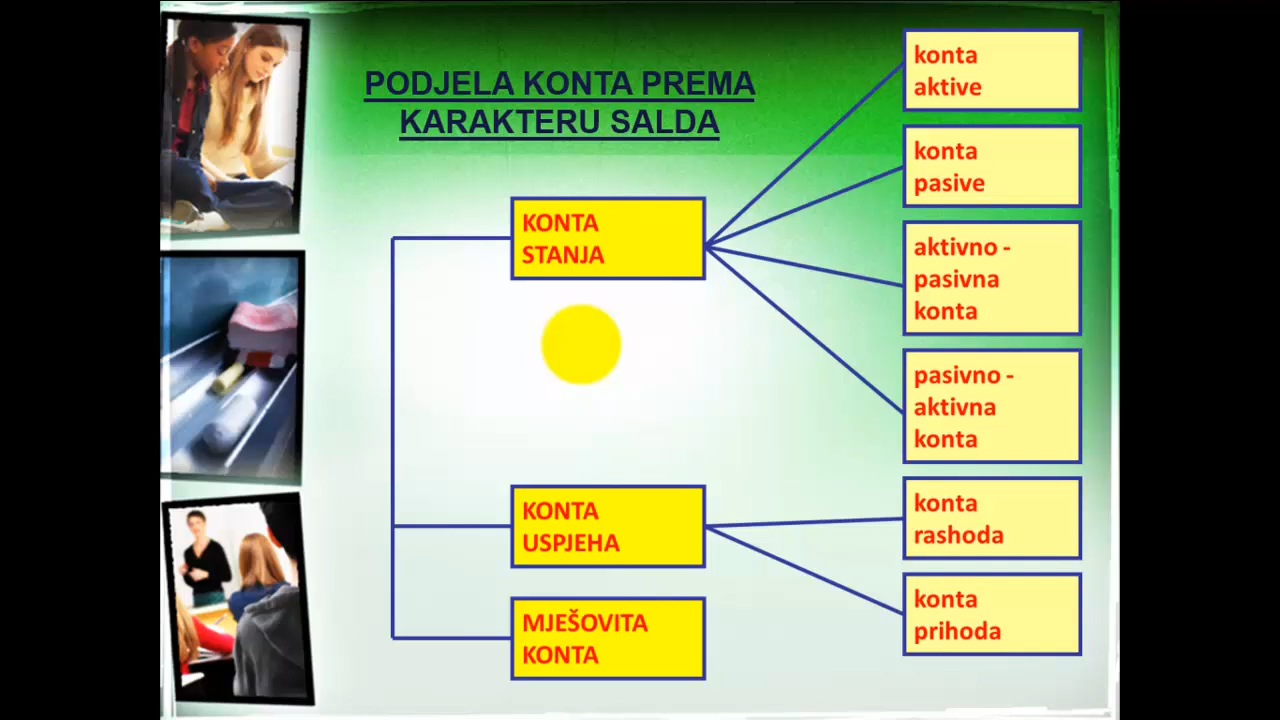 PODJELA KONTA PREMA
KARAKTERU SALDA
KONTA
STANJA
konta
aktive
konta
pasive
aktivno -
pasivna
konta
pasivno -
aktivna
konta
KONTA
USPJEHA
konta
rashoda
konta
prihoda
MJEŠOVITA
KONTA